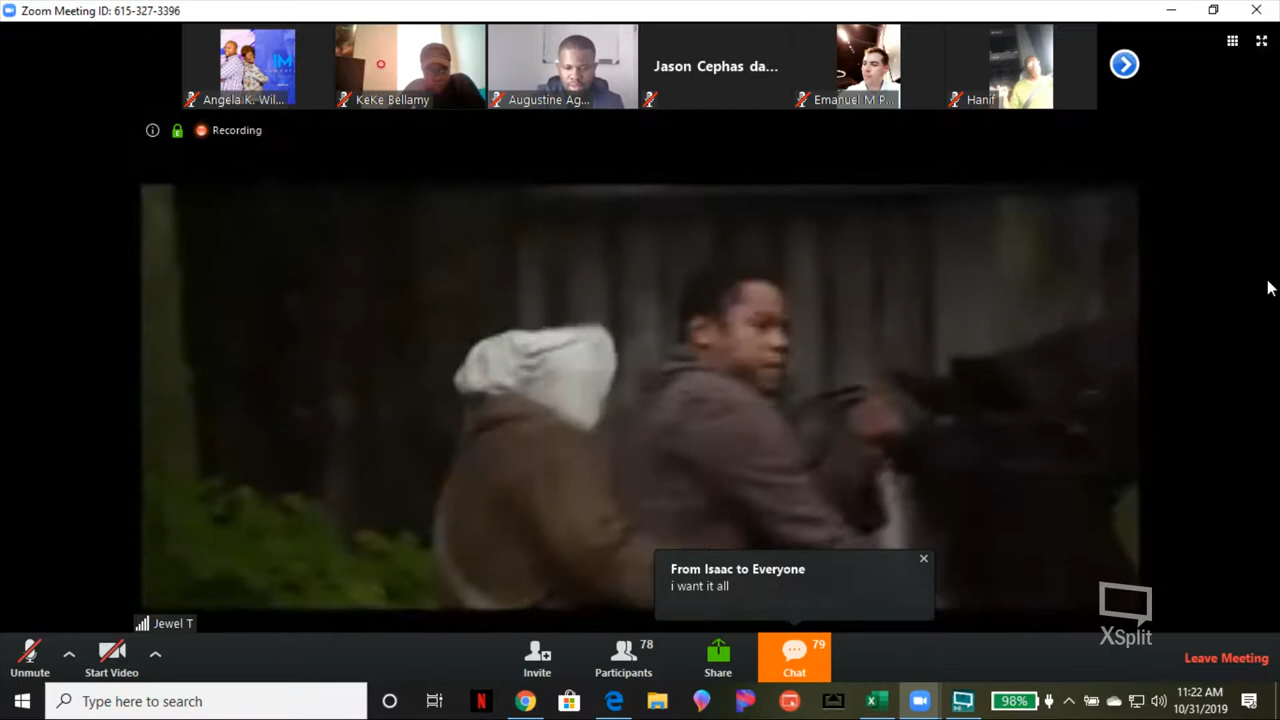 Zoom Meeting ID: 615-327-3396
IM
Angela K. Wil...
KeKe Bellamy
Augustine Ag...
Jason Cephas da...
Emanuel M P...
Hanif
Recording
From Isaac to Everyone
i want it all
Jewel T
XSplit
Unmute
Start Video
Invite
78
Participants
Share
79
Chat
Leave Meeting
Type here to search
98%
11:22 AM
10/31/2019